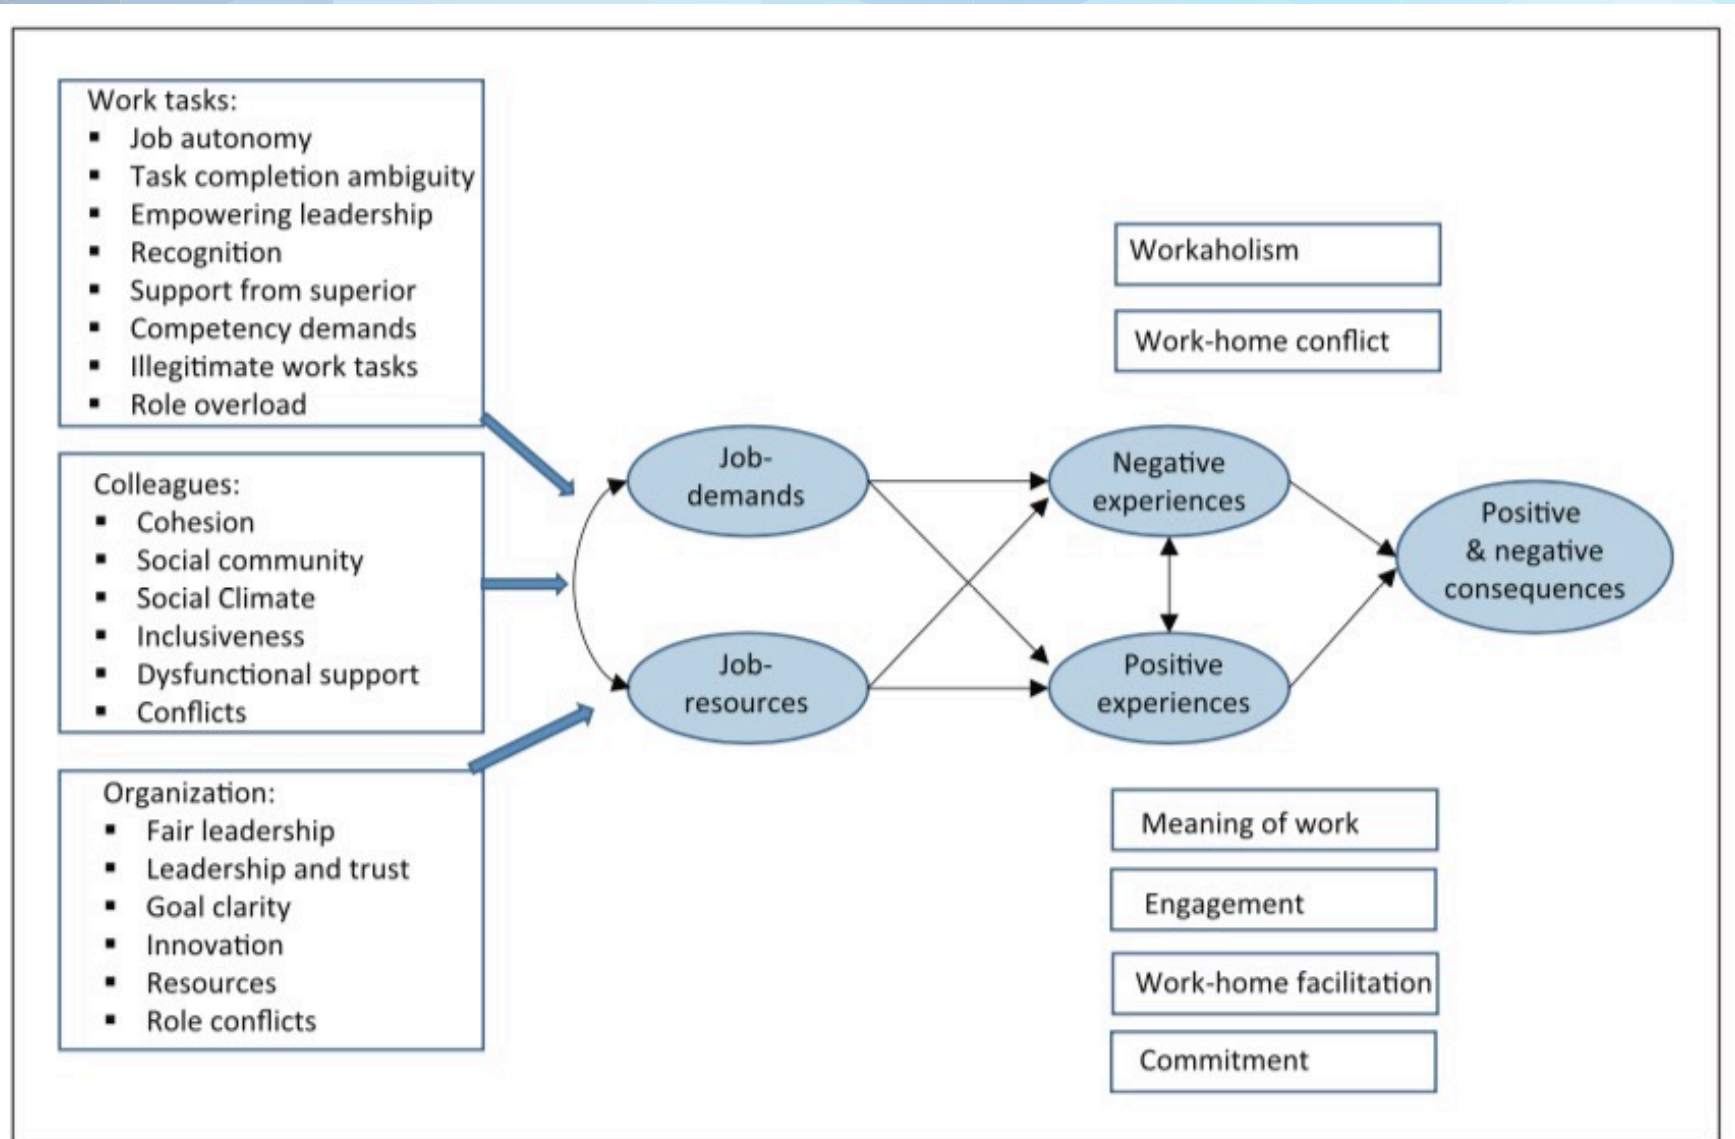 Work tasks:
▪ Job autonomy
▪ Task completion ambiguity
▪ Empowering leadership
▪ Recognition
▪ Support from superior
▪ Competency demands
▪ Illegitimate work tasks
▪ Role overload
Colleagues:
▪ Cohesion
▪ Social community
▪ Social Climate
▪ Inclusiveness
▪ Dysfunctional support
▪ Conflicts
Organization:
▪ Fair leadership
▪ Leadership and trust
▪ Goal clarity
▪ Innovation
▪ Resources
▪ Role conflicts
Job-
demands
Job-
resources
Workaholism
Work-home conflict
Negative
experiences
Positive
experiences
Meaning of work
Engagement
Work-home facilitation
Commitment
Positive
& negative
consequences